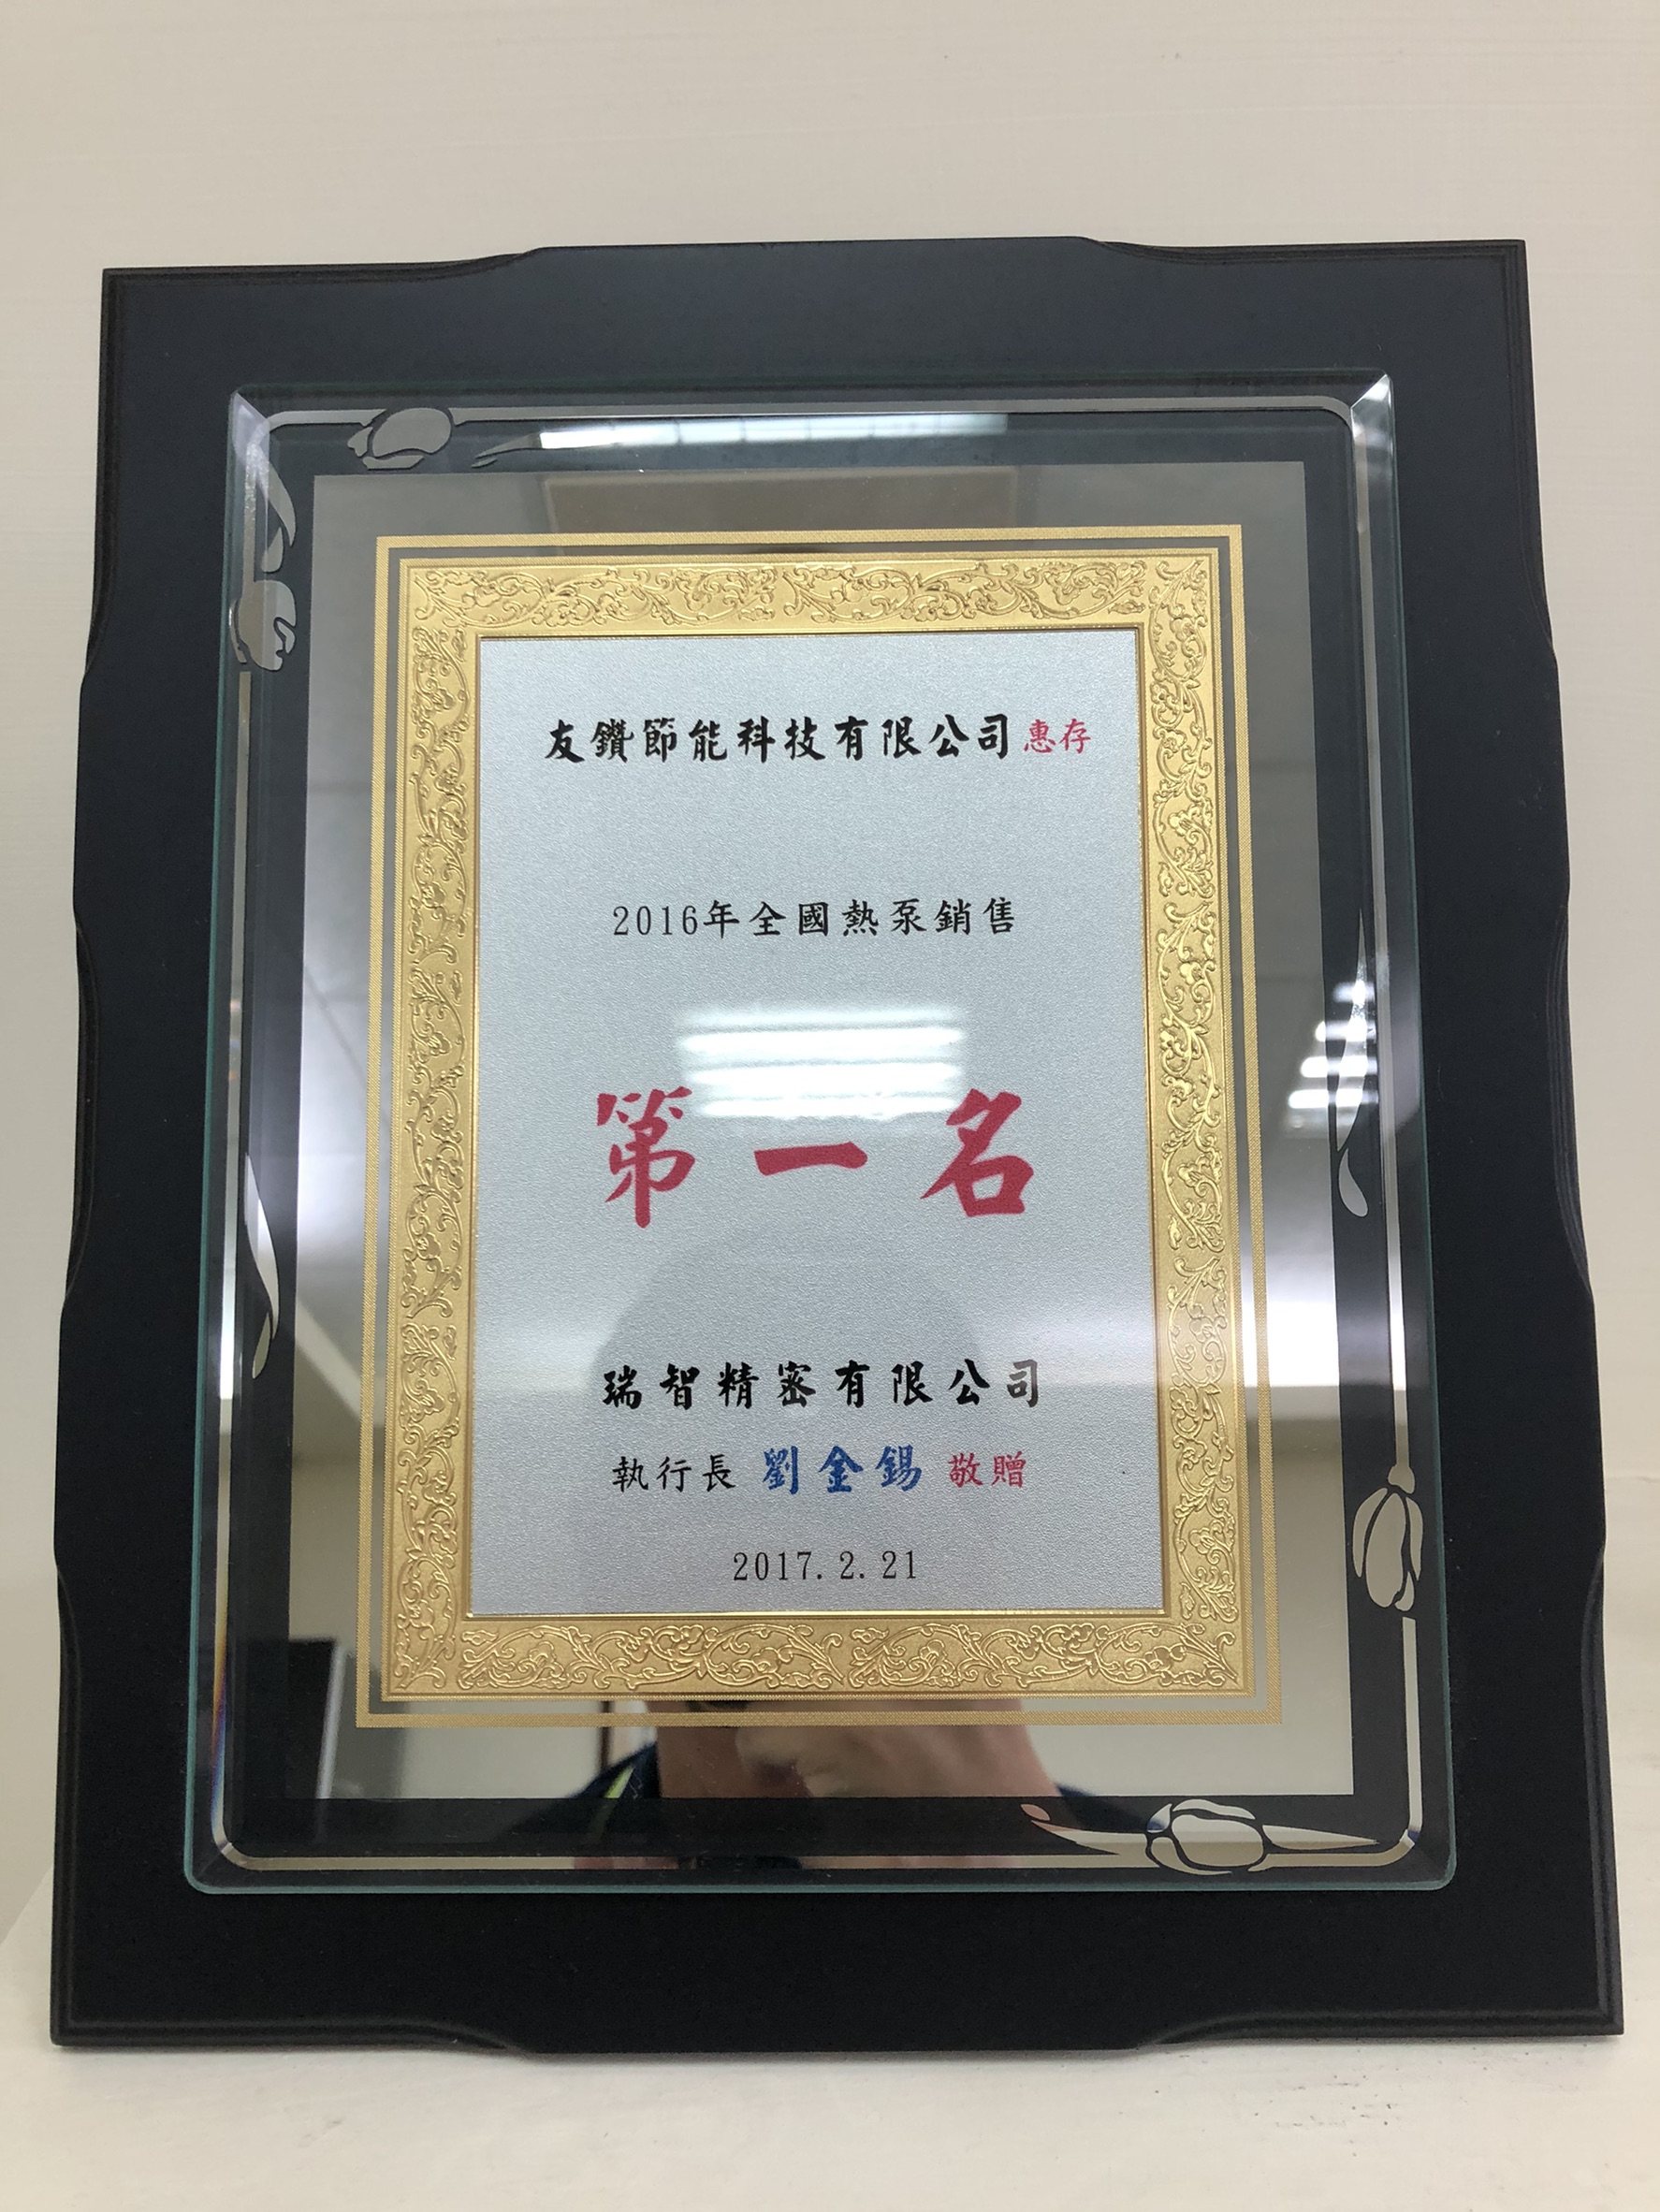 友鑽節能科技有限公司惠存
2016年全國熱泵銷售
第一名
瑞智精密有限公司
執行長 劉金錫 敬贈
2017.2.21